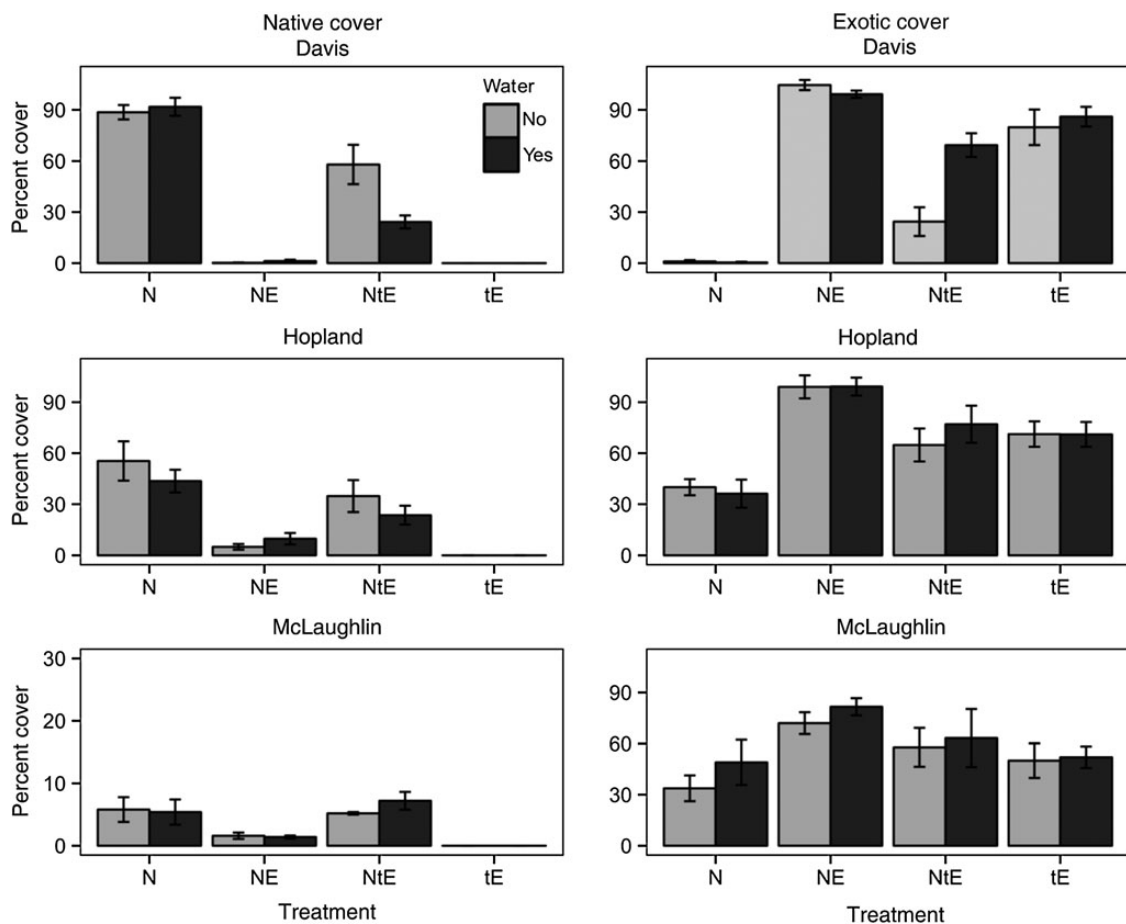 Native cover
Davis
Percent cover
90
60
30
0
Water
No
Yes
N NE NtE tE
Exotic cover
Davis
90
60
30
0
N NE NtE tE
Hopland
Percent cover
90
60
30
0
N NE NtE tE
Hopland
90
60
30
0
N NE NtE tE
McLaughlin
Percent cover
30
20
10
0
N NE NtE tE
Treatment
McLaughlin
90
60
30
0
N NE NtE tE
Treatment